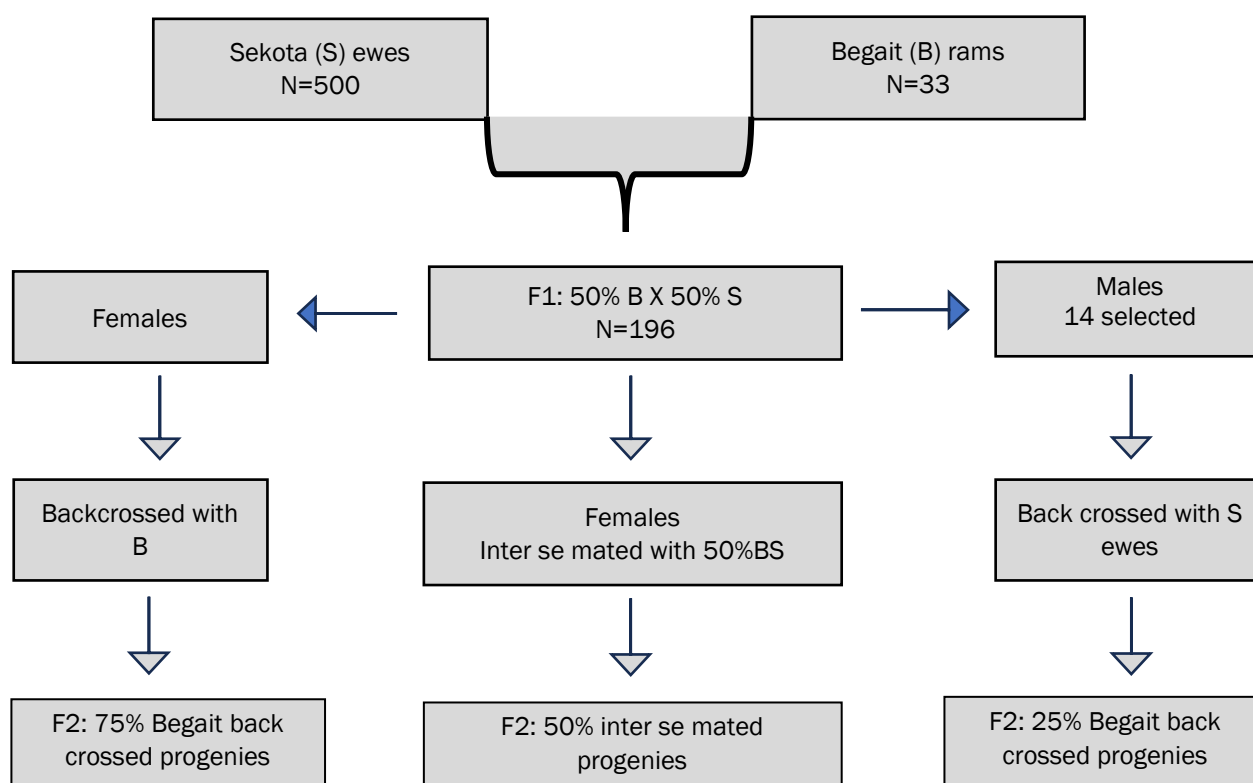 Sekota (S) ewes
N=500
Begait (B) rams
N=33
Females
F1: 50% B X 50% S
N=196
Males
14 selected
Backcrossed with
B
Females
Inter se mated with 50%BS
Back crossed with S
ewes
F2: 75% Begait back
crossed progenies
F2: 50% inter se mated
progenies
F2: 25% Begait back
crossed progenies